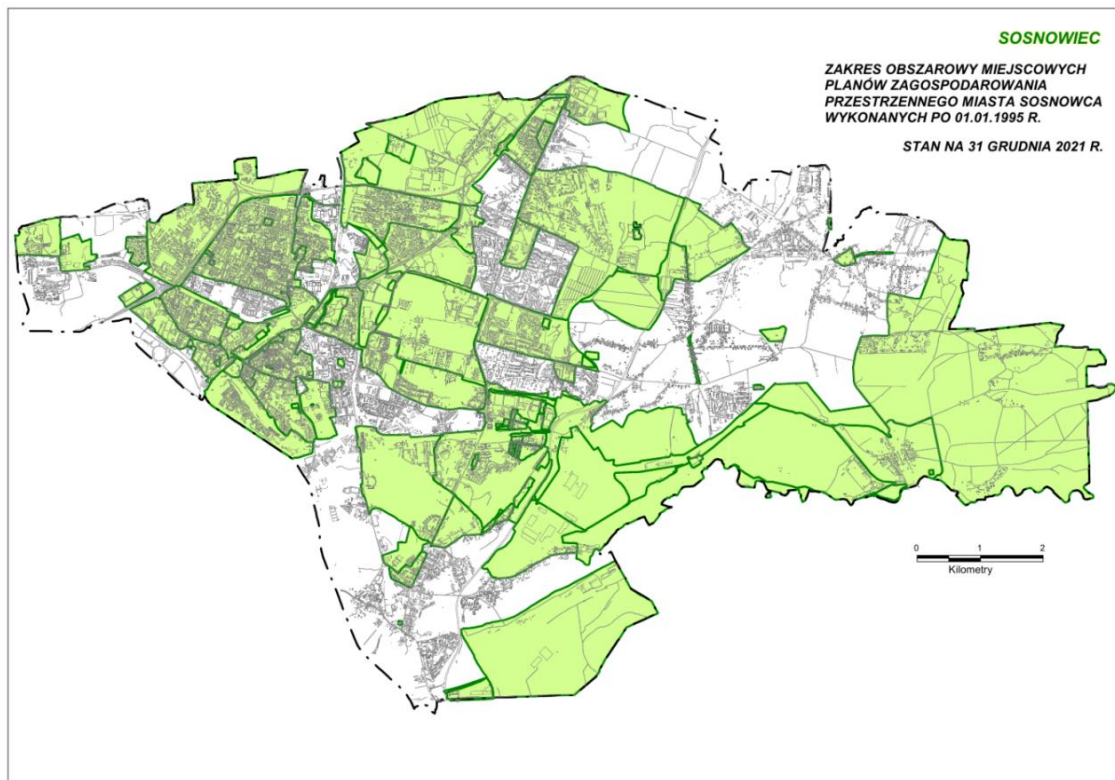 SOSNOWIEC
ZAKRES OBSZAROWY MIEJSCOWYCH
PLANÓW ZAGOSPODAROWANIA
PRZESTRZENNEGO MIASTA SOSNOWCA
WYKONANYCH PO 01.01.1995 R.
STAN NA 31 GRUDNIA 2021 R.
0 1 2
Kilometry